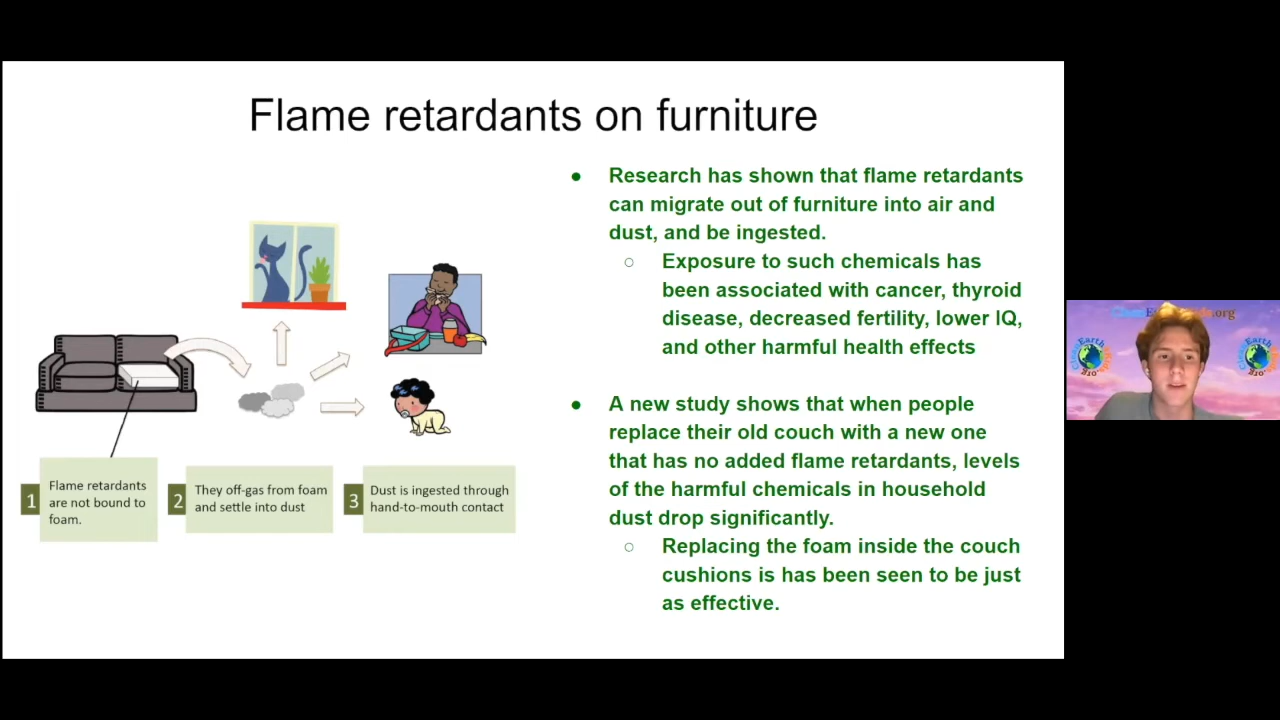 Flame retardants on furniture
● Research has shown that flame retardants
can migrate out of furniture into air and
dust, and be ingested.
○ Exposure to such chemicals has
been associated with cancer, thyroid
disease, decreased fertility, lower IQ,
and other harmful health effects
● A new study shows that when people
replace their old couch with a new one
that has no added flame retardants, levels
of the harmful chemicals in household
dust drop significantly.
○ Replacing the foam inside the couch
cushions is has been seen to be just
as effective.
1
Flame retardants
are not bound to
foam.
2
They off-gas from foam
and settle into dust
3
Dust is ingested through
hand-to-mouth contact